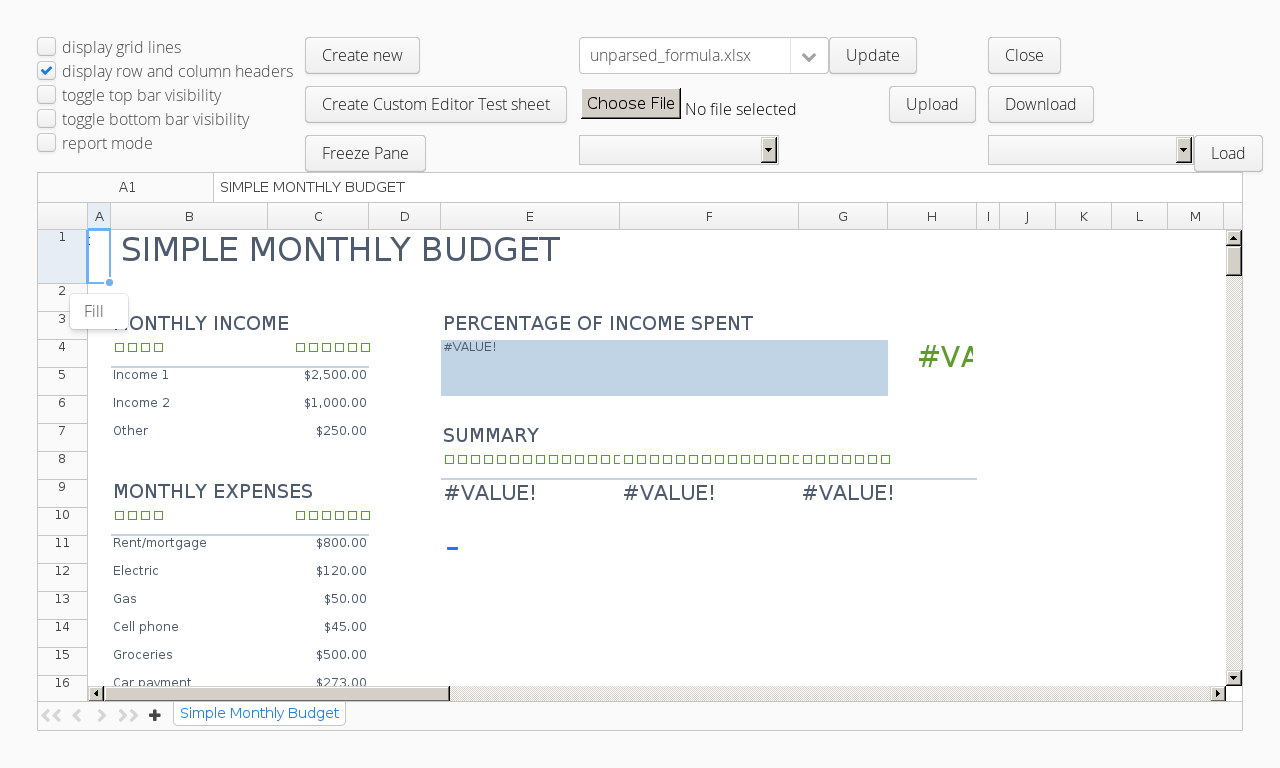 display grid lines
display row and column headers
toggle top bar visibility
toggle bottom bar visibility
report mode
Create new
unparsed_formula.xlsx
Update
Close
Create Custom Editor Test sheet
Choose File No file selected
Upload
Download
Freeze Pane
Load
A1
SIMPLE MONTHLY BUDGET
A B C D E F G H I J K L M
1 SIMPLE MONTHLY BUDGET
2
Fill
3 MONTHLY INCOME PERCENTAGE OF INCOME SPENT
4 #VALUE! #VA
5 Income 1 $2,500.00
6 Income 2 $1,000.00
7 Other $250.00 SUMMARY
8
9 MONTHLY EXPENSES #VALUE! #VALUE! #VALUE!
10
11 Rent/mortgage $800.00
12 Electric $120.00
13 Gas $50.00
14 Cell phone $45.00
15 Groceries $500.00
16 Car payment $273.00
Simple Monthly Budget